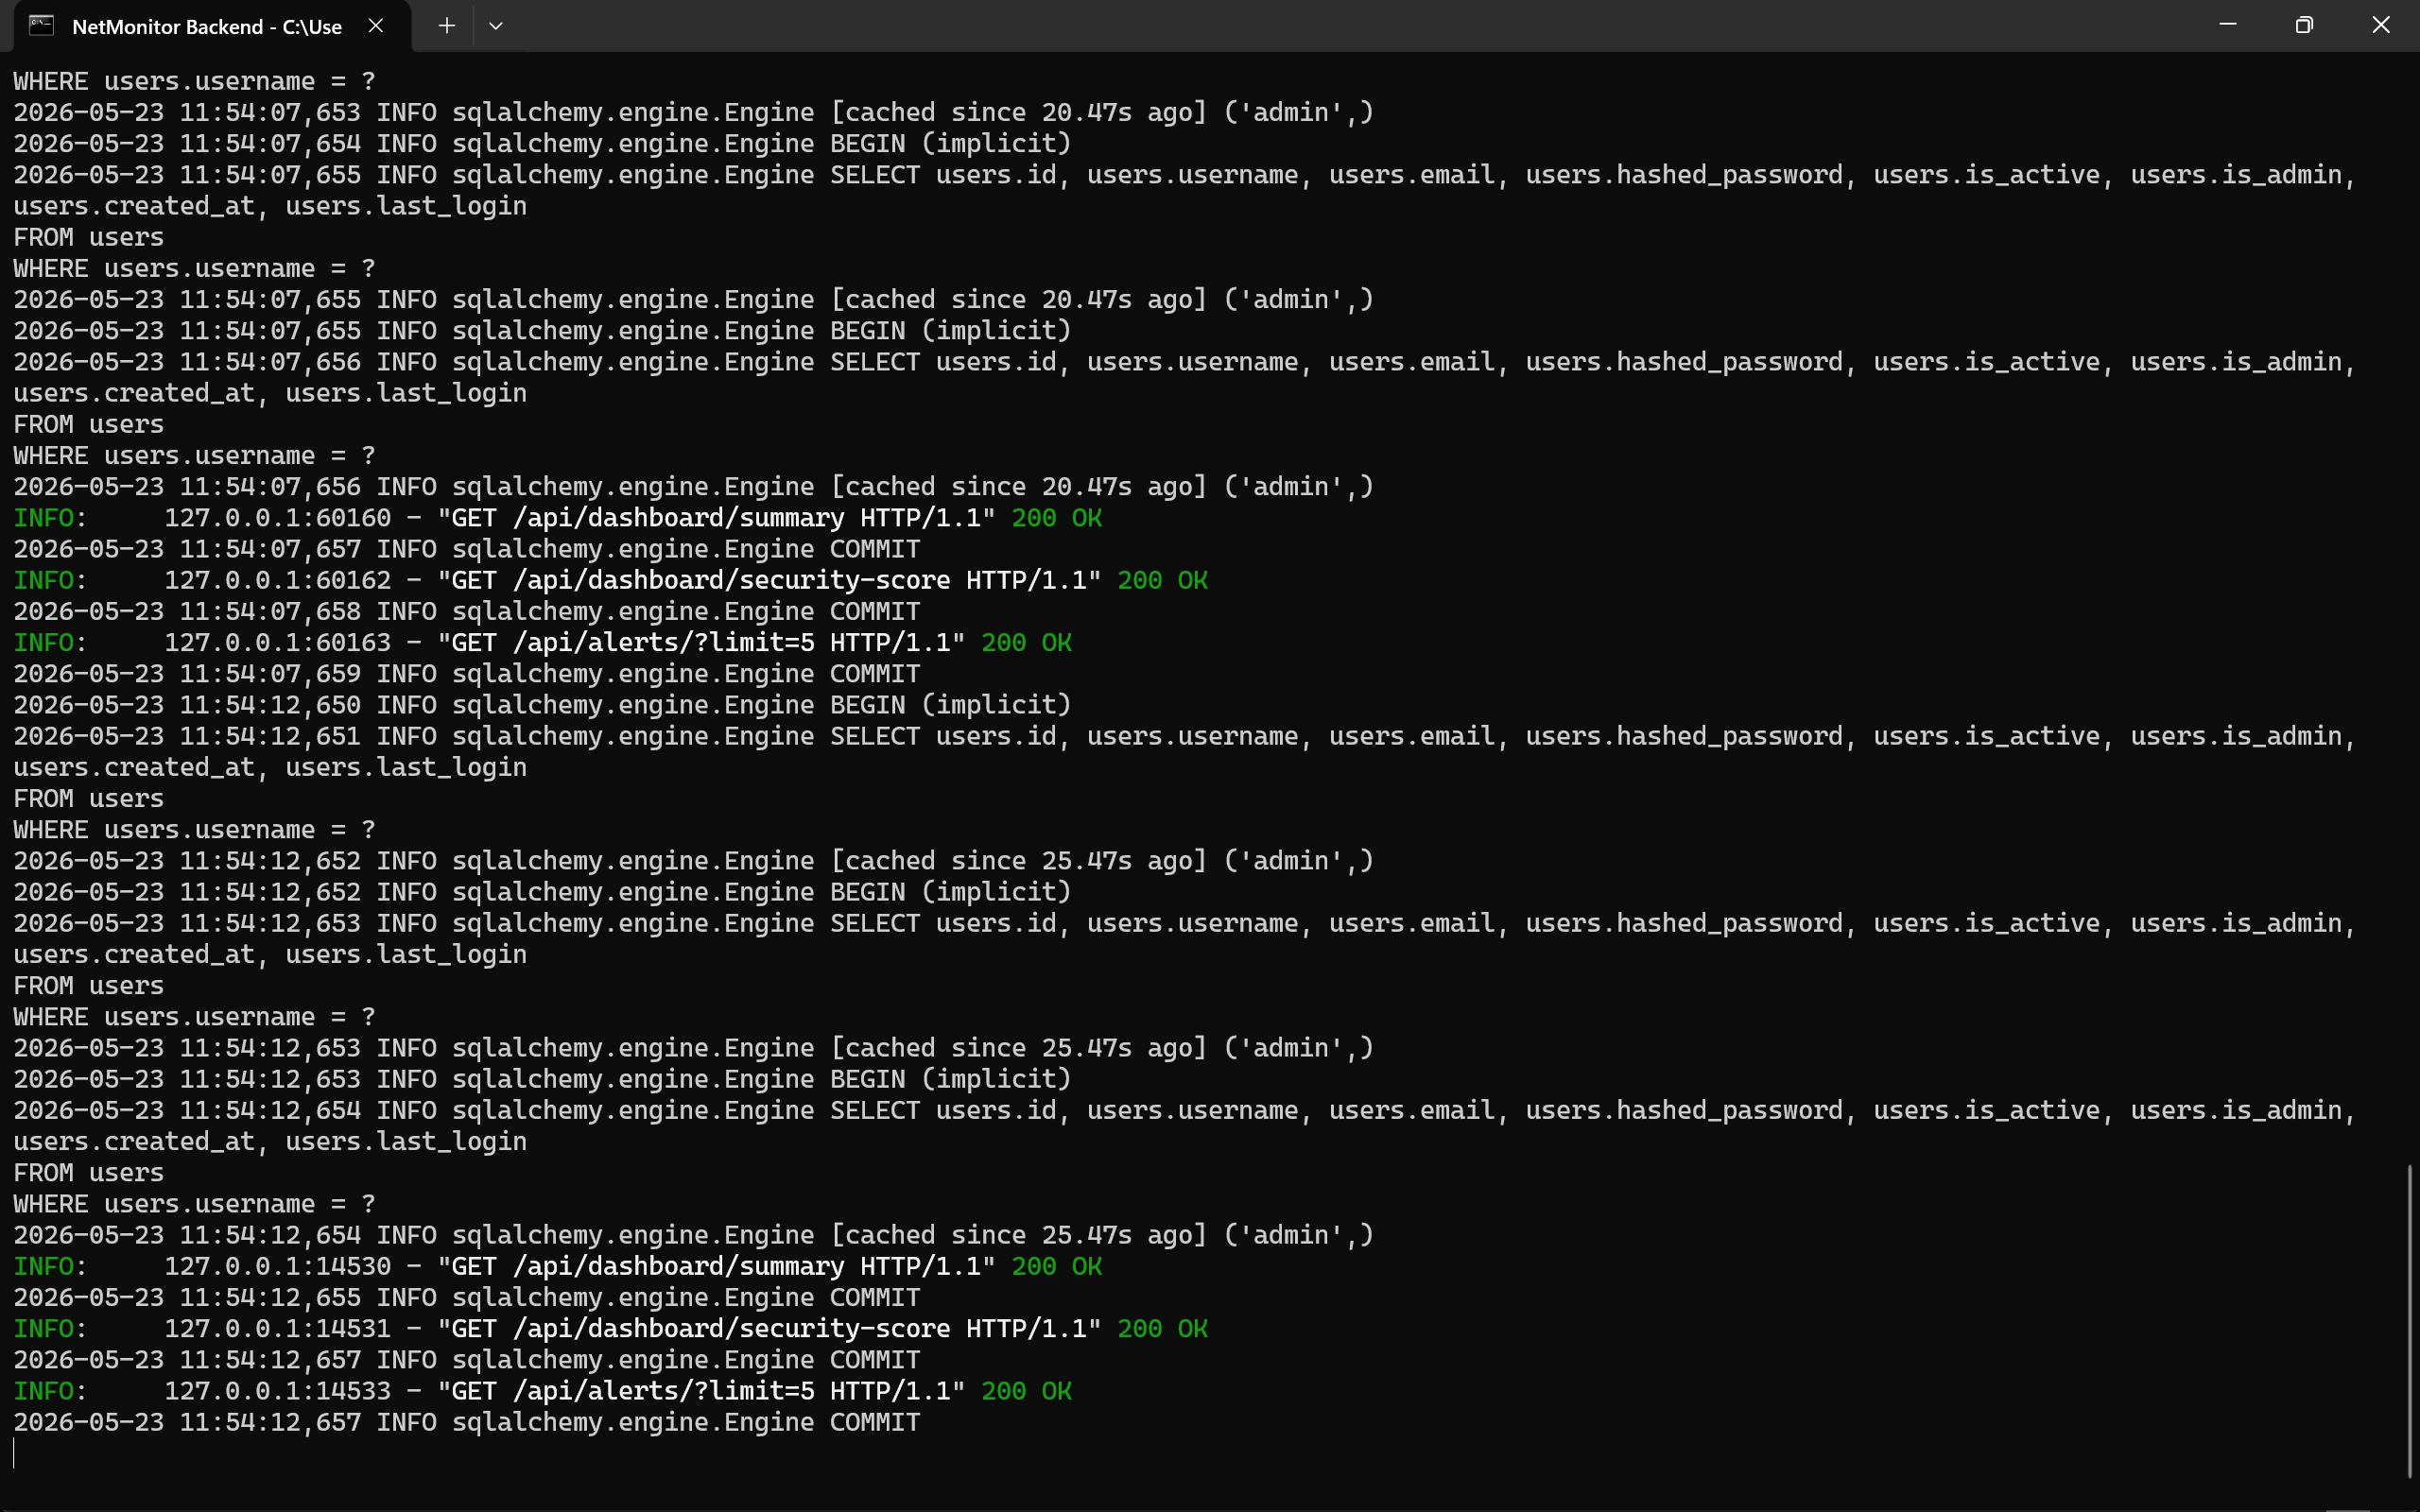 NetMonitor Backend - C:\Use
WHERE users.username = ?
2026-05-23 11:54:07,653 INFO sqlalchemy.engine.Engine [cached since 20.47s ago] ('admin',)
2026-05-23 11:54:07,654 INFO sqlalchemy.engine.Engine BEGIN (implicit)
2026-05-23 11:54:07,655 INFO sqlalchemy.engine.Engine SELECT users.id, users.username, users.email, users.hashed_password, users.is_active, users.is_admin,
users.created_at, users.last_login
FROM users
WHERE users.username = ?
2026-05-23 11:54:07,655 INFO sqlalchemy.engine.Engine [cached since 20.47s ago] ('admin',)
2026-05-23 11:54:07,655 INFO sqlalchemy.engine.Engine BEGIN (implicit)
2026-05-23 11:54:07,656 INFO sqlalchemy.engine.Engine SELECT users.id, users.username, users.email, users.hashed_password, users.is_active, users.is_admin,
users.created_at, users.last_login
FROM users
WHERE users.username = ?
2026-05-23 11:54:07,656 INFO sqlalchemy.engine.Engine [cached since 20.47s ago] ('admin',)
INFO:     127.0.0.1:60160 - "GET /api/dashboard/summary HTTP/1.1" 200 OK
2026-05-23 11:54:07,657 INFO sqlalchemy.engine.Engine COMMIT
INFO:     127.0.0.1:60162 - "GET /api/dashboard/security-score HTTP/1.1" 200 OK
2026-05-23 11:54:07,658 INFO sqlalchemy.engine.Engine COMMIT
INFO:     127.0.0.1:60163 - "GET /api/alerts/?limit=5 HTTP/1.1" 200 OK
2026-05-23 11:54:07,659 INFO sqlalchemy.engine.Engine COMMIT
2026-05-23 11:54:12,650 INFO sqlalchemy.engine.Engine BEGIN (implicit)
2026-05-23 11:54:12,651 INFO sqlalchemy.engine.Engine SELECT users.id, users.username, users.email, users.hashed_password, users.is_active, users.is_admin,
users.created_at, users.last_login
FROM users
WHERE users.username = ?
2026-05-23 11:54:12,652 INFO sqlalchemy.engine.Engine [cached since 25.47s ago] ('admin',)
2026-05-23 11:54:12,652 INFO sqlalchemy.engine.Engine BEGIN (implicit)
2026-05-23 11:54:12,653 INFO sqlalchemy.engine.Engine SELECT users.id, users.username, users.email, users.hashed_password, users.is_active, users.is_admin,
users.created_at, users.last_login
FROM users
WHERE users.username = ?
2026-05-23 11:54:12,653 INFO sqlalchemy.engine.Engine [cached since 25.47s ago] ('admin',)
2026-05-23 11:54:12,653 INFO sqlalchemy.engine.Engine BEGIN (implicit)
2026-05-23 11:54:12,654 INFO sqlalchemy.engine.Engine SELECT users.id, users.username, users.email, users.hashed_password, users.is_active, users.is_admin,
users.created_at, users.last_login
FROM users
WHERE users.username = ?
2026-05-23 11:54:12,654 INFO sqlalchemy.engine.Engine [cached since 25.47s ago] ('admin',)
INFO:     127.0.0.1:14530 - "GET /api/dashboard/summary HTTP/1.1" 200 OK
2026-05-23 11:54:12,655 INFO sqlalchemy.engine.Engine COMMIT
INFO:     127.0.0.1:14531 - "GET /api/dashboard/security-score HTTP/1.1" 200 OK
2026-05-23 11:54:12,657 INFO sqlalchemy.engine.Engine COMMIT
INFO:     127.0.0.1:14533 - "GET /api/alerts/?limit=5 HTTP/1.1" 200 OK
2026-05-23 11:54:12,657 INFO sqlalchemy.engine.Engine COMMIT